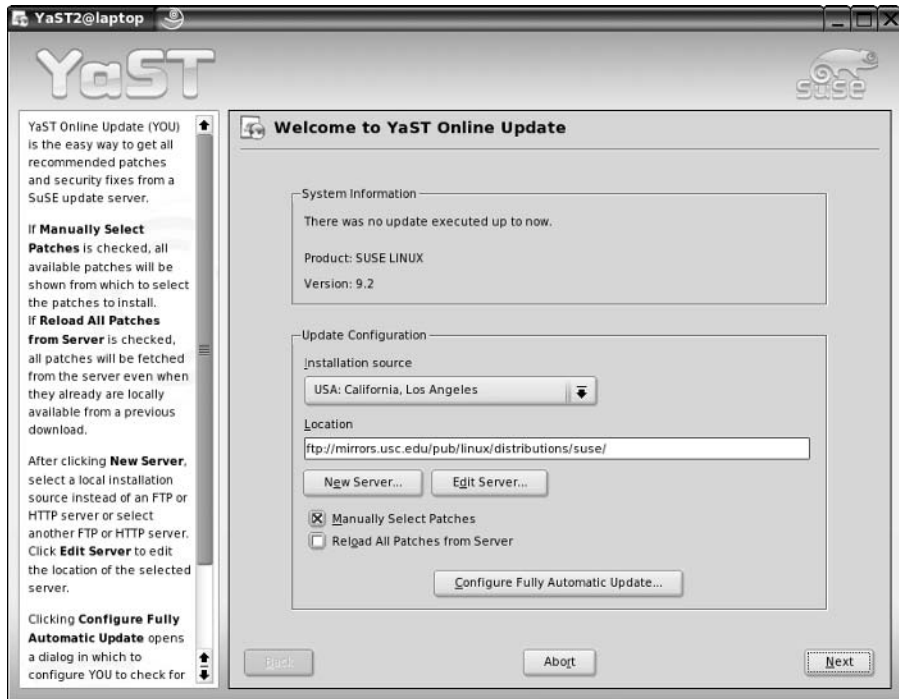 YaST2@laptop
YaST
SUSE
YaST Online Update (YOU)
is the easy way to get all
recommended patches
and security fixes from a
SuSE update server.
If Manually Select
Patches is checked, all
available patches will be
shown from which to select
the patches to install.
If Reload All Patches
from Server is checked,
all patches will be fetched
from the server even when
they already are locally
available from a previous
download.
After clicking New Server,
select a local installation
source instead of an FTP or
HTTP server or select
another FTP or HTTP server.
Click Edit Server to edit
the location of the selected
server.
Clicking Configure Fully
Automatic Update opens
a dialog in which to
configure YOU to check for
Welcome to YaST Online Update
System Information
There was no update executed up to now.
Product: SUSE LINUX
Version: 9.2
Update Configuration
Installation source
USA: California, Los Angeles
Location
ftp://mirrors.usc.edu/pub/linux/distributions/suse/
New Server... Edit Server...
Manually Select Patches
Reload All Patches from Server
Configure Fully Automatic Update...
Back Abort Next